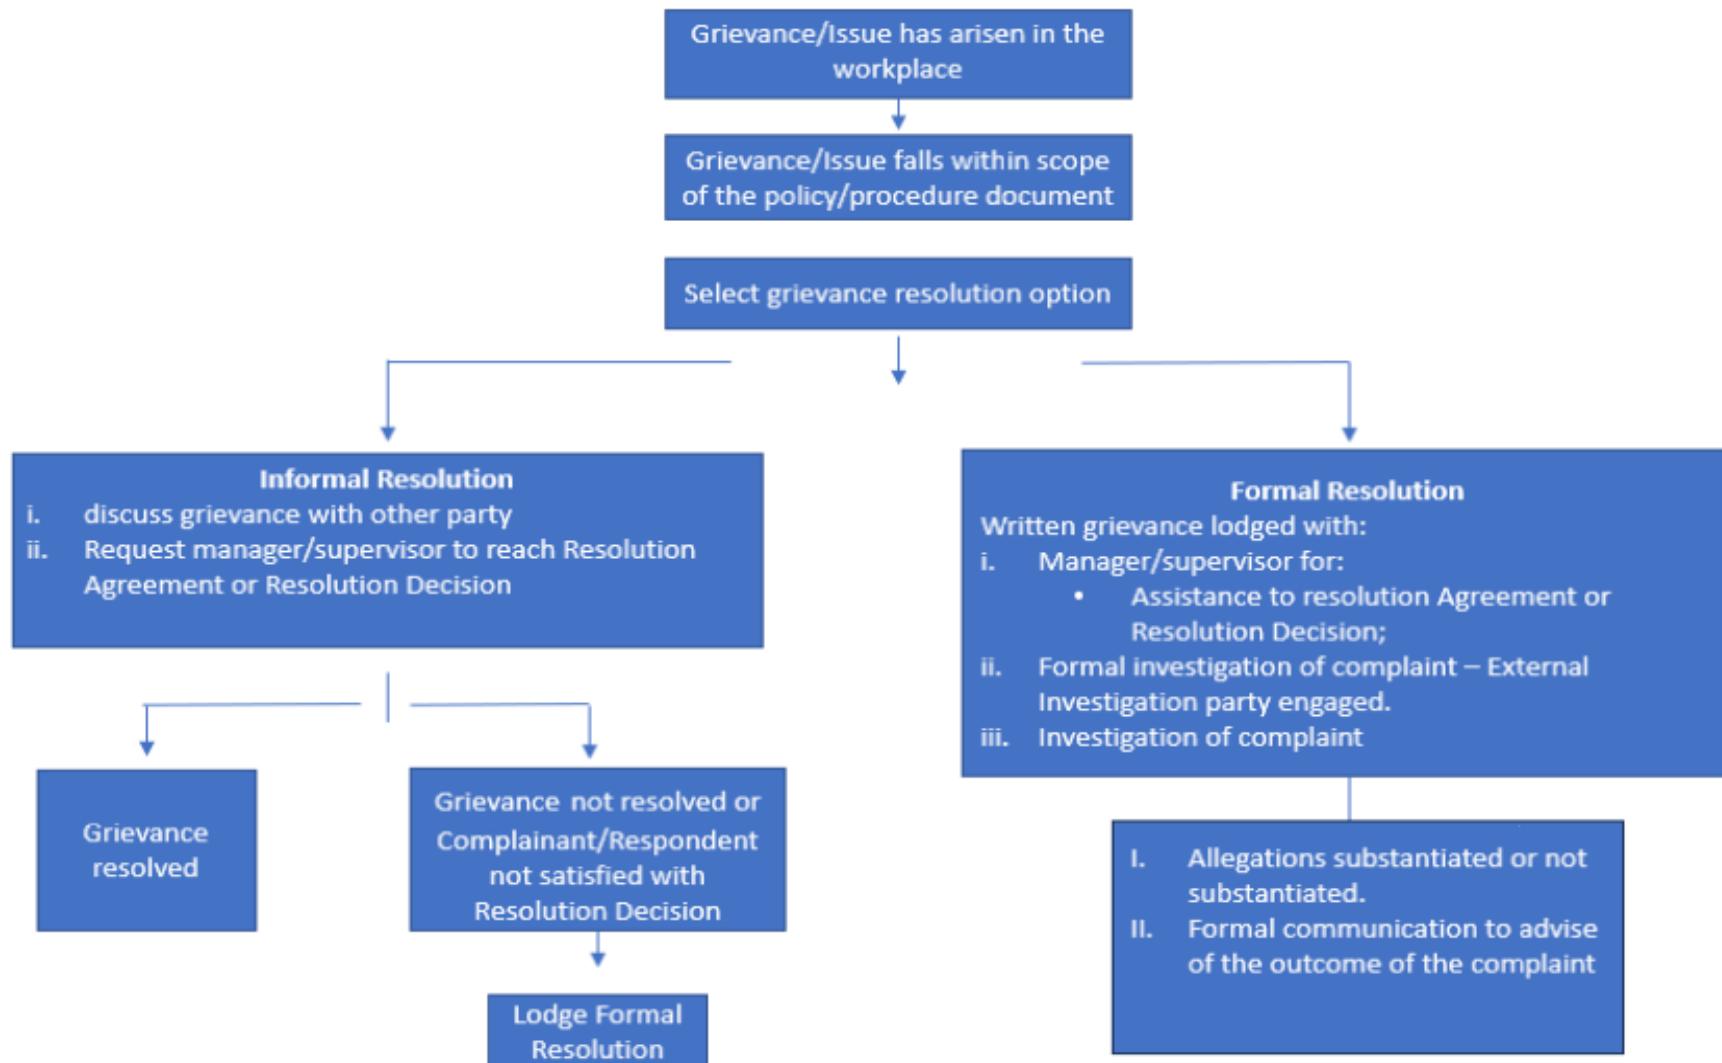 Grievance/Issue has arisen in the
workplace
Grievance/Issue falls within scope
of the policy/procedure document
Select grievance resolution option
Informal Resolution
i. discuss grievance with other party
ii. Request manager/supervisor to reach Resolution
Agreement or Resolution Decision
Formal Resolution
Written grievance lodged with:
i. Manager/supervisor for:
• Assistance to resolution Agreement or
Resolution Decision;
ii. Formal investigation of complaint – External
Investigation party engaged.
iii. Investigation of complaint
Grievance
resolved
Grievance not resolved or
Complainant/Respondent
not satisfied with
Resolution Decision
Lodge Formal
Resolution
I. Allegations substantiated or not
substantiated.
II. Formal communication to advise
of the outcome of the complaint